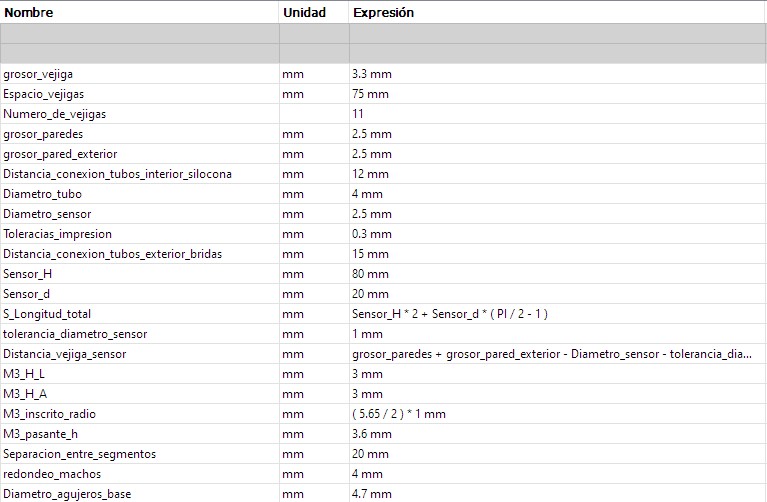 Nombre Unidad Expresión
grosor_vejiga mm 3.3 mm
Espacio_vejigas mm 75 mm
Numero_de_vejigas 11
grosor_paredes mm 2.5 mm
grosor_pared_exterior mm 2.5 mm
Distancia_conexion_tubos_interior_silocona mm 12 mm
Diametro_tubo mm 4 mm
Diametro_sensor mm 2.5 mm
Toleracias_impresion mm 0.3 mm
Distancia_conexion_tubos_exterior_bridas mm 15 mm
Sensor_H mm 80 mm
Sensor_d mm 20 mm
S_Longitud_total mm Sensor_H * 2 + Sensor_d * ( PI / 2 - 1 )
tolerancia_diametro_sensor mm 1 mm
Distancia_vejiga_sensor mm grosor_paredes + grosor_pared_exterior - Diametro_sensor - tolerancia_dia...
M3_H_L mm 3 mm
M3_H_A mm 3 mm
M3_inscrito_radio mm ( 5.65 / 2 ) * 1 mm
M3_pasante_h mm 3.6 mm
Separacion_entre_segmentos mm 20 mm
redondeo_machos mm 4 mm
Diametro_agujeros_base mm 4.7 mm